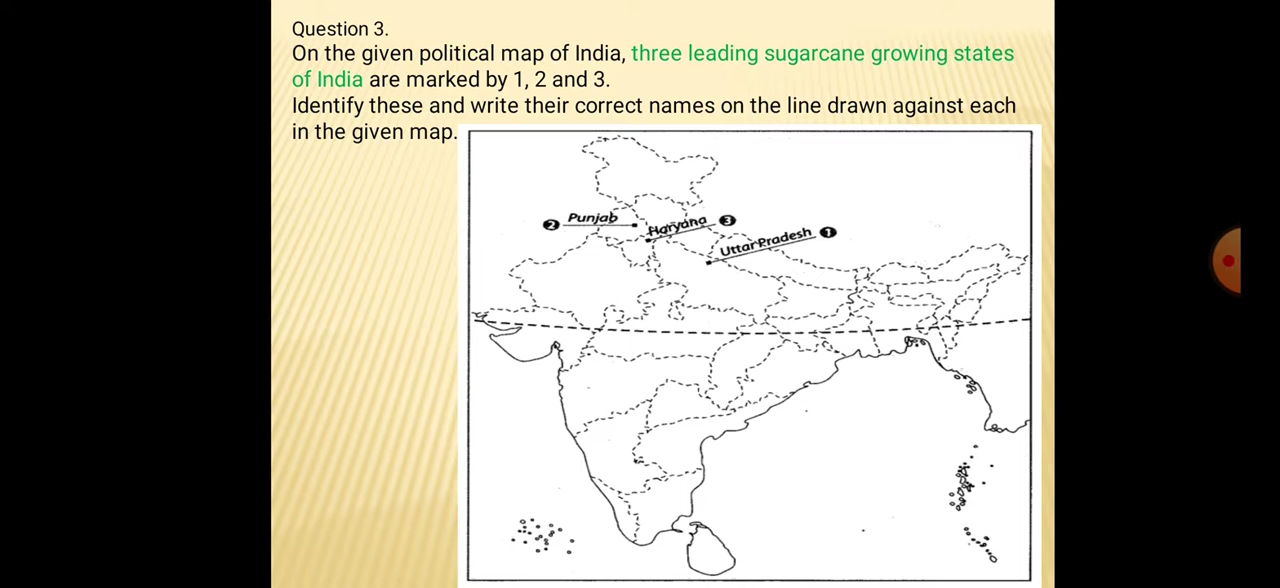 Question 3.
On the given political map of India, three leading sugarcane growing states
of India are marked by 1, 2 and 3.
Identify these and write their correct names on the line drawn against each
in the given map.
2 Punjab
Haryana 3
Uttar Pradesh 1